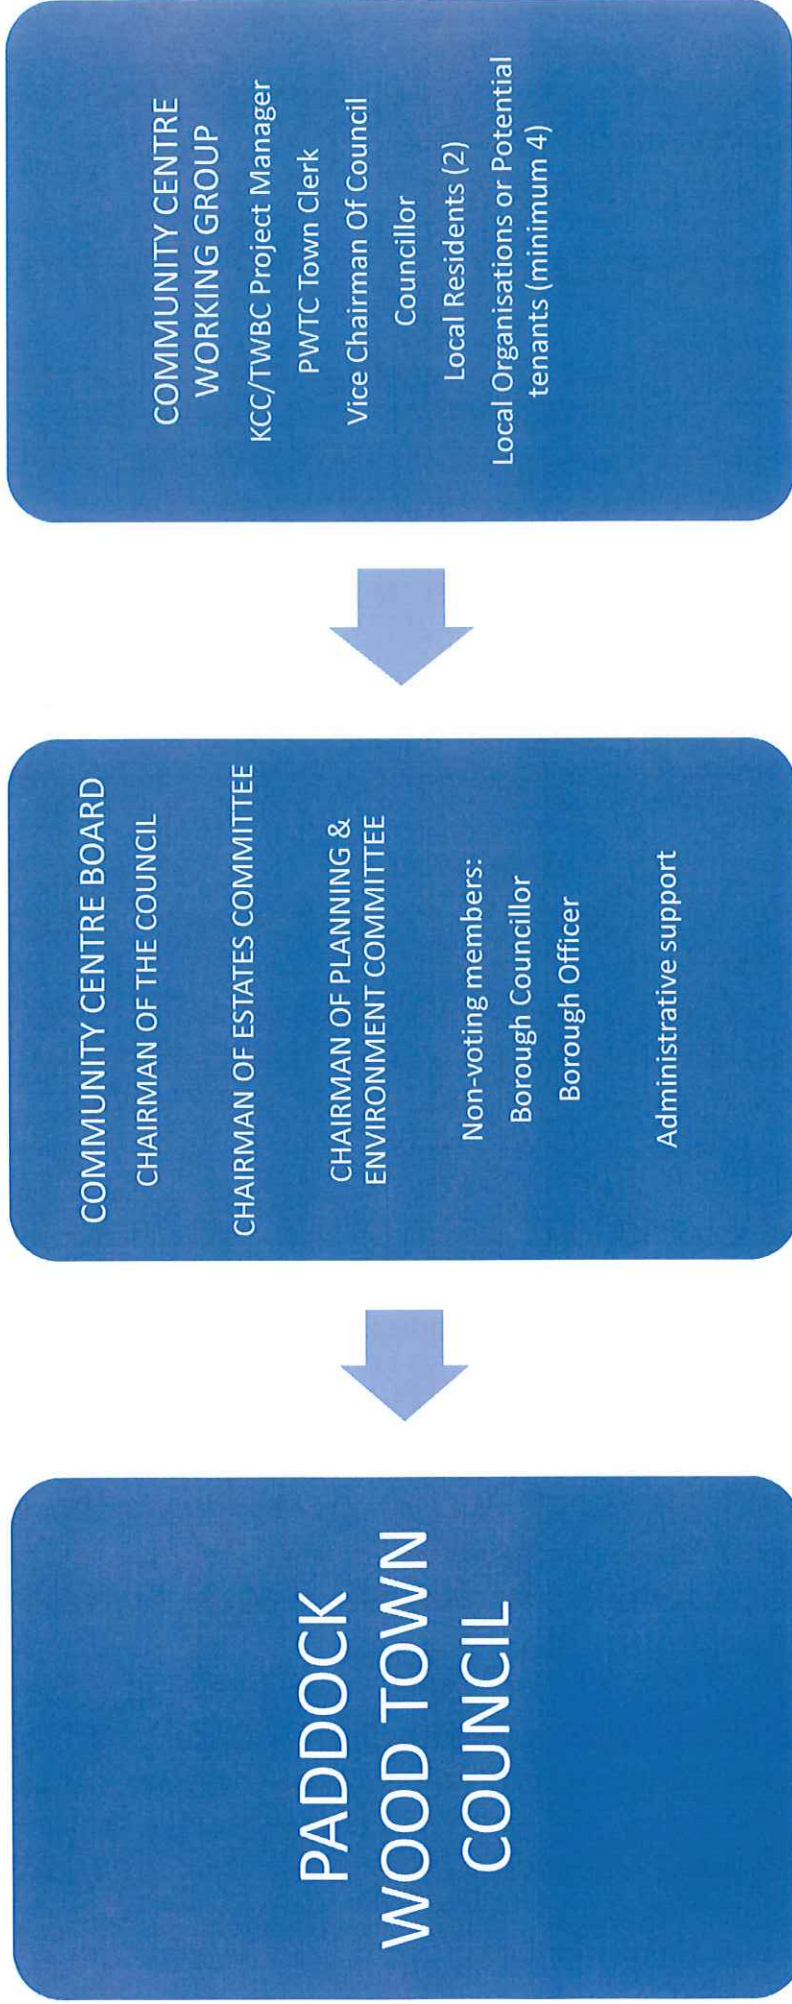 PADDOCK
WOOD TOWN
COUNCIL
COMMUNITY CENTRE BOARD
CHAIRMAN OF THE COUNCIL
CHAIRMAN OF ESTATES COMMITTEE
CHAIRMAN OF PLANNING &
ENVIRONMENT COMMITTEE
Non-voting members:
Borough Councillor
Borough Officer
Administrative support
COMMUNITY CENTRE
WORKING GROUP
KCC/TWBC Project Manager
PWTC Town Clerk
Vice Chairman Of Council
Councillor
Local Residents (2)
Local Organisations or Potential
tenants (minimum 4)